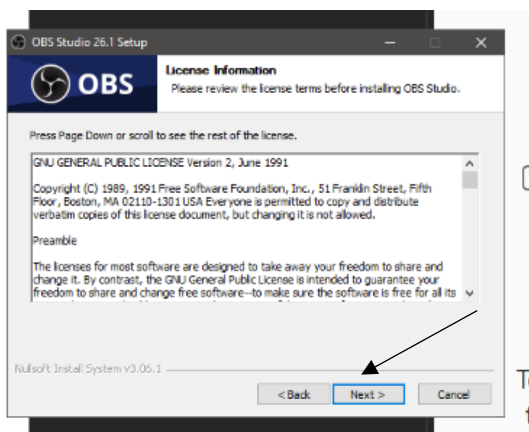 OBS Studio 26.1 Setup
OBS
License Information
Please review the license terms before installing OBS Studio.
Press Page Down or scroll to see the rest of the license.
GNU GENERAL PUBLIC LICENSE Version 2, June 1991
Copyright (C) 1989, 1991 Free Software Foundation, Inc., 51 Franklin Street, Fifth
Floor, Boston, MA 02110-1301 USA Everyone is permitted to copy and distribute
verbatim copies of this license document, but changing it is not allowed.
Preamble
The licenses for most software are designed to take away your freedom to share and
change it. By contrast, the GNU General Public License is intended to guarantee your
freedom to share and change free software--to make sure the software is free for all its
Nullsoft Install System v3.06.1
< Back
Next >
Cancel